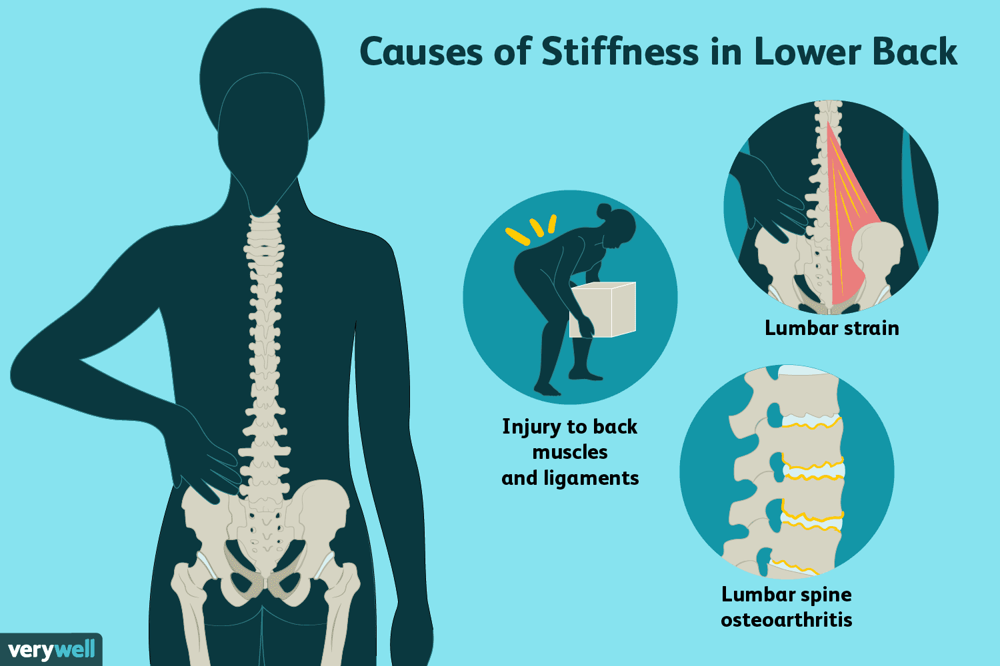 Causes of Stiffness in Lower Back
Lumbar strain
Injury to back
muscles
and ligaments
Lumbar spine
osteoarthritis
verywell